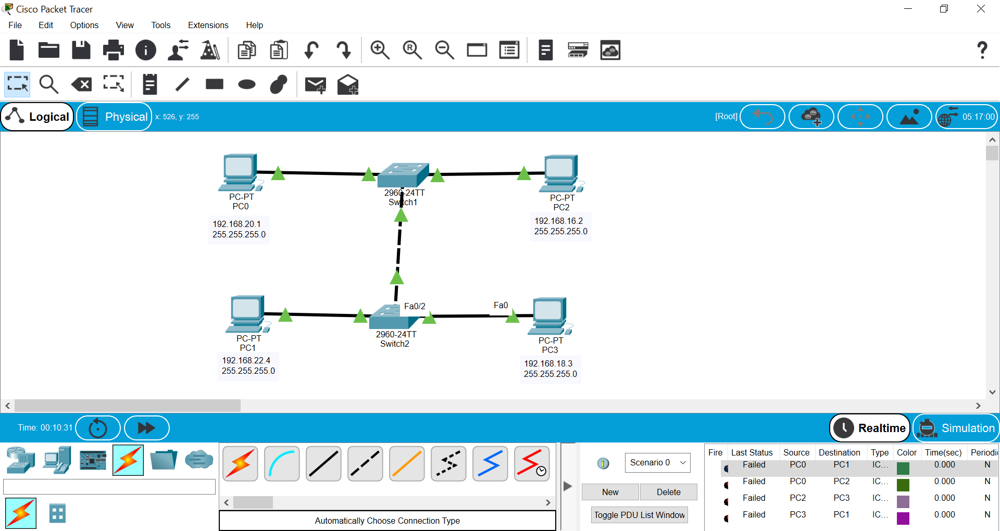 Cisco Packet Tracer
File Edit Options View Tools Extensions Help
Logical Physical x: 526, y: 255 [Root] 05:17:00
PC-PT
PC0
192.168.20.1
255.255.255.0
2960-24TT
Switch1
PC-PT
PC2
192.168.16.2
255.255.255.0
Fa0/2
Fa0
PC-PT
PC1
192.168.22.4
255.255.255.0
2960-24TT
Switch2
PC-PT
PC3
192.168.18.3
255.255.255.0
Time: 00:10:31 Realtime Simulation
Automatically Choose Connection Type
Scenario 0
New Delete
Toggle PDU List Window
Fire Last Status Source Destination Type Color Time(sec) Periodi
Failed PC0 PC1 IC... 0.000 N
Failed PC0 PC2 IC... 0.000 N
Failed PC2 PC3 IC... 0.000 N
Failed PC3 PC1 IC... 0.000 N